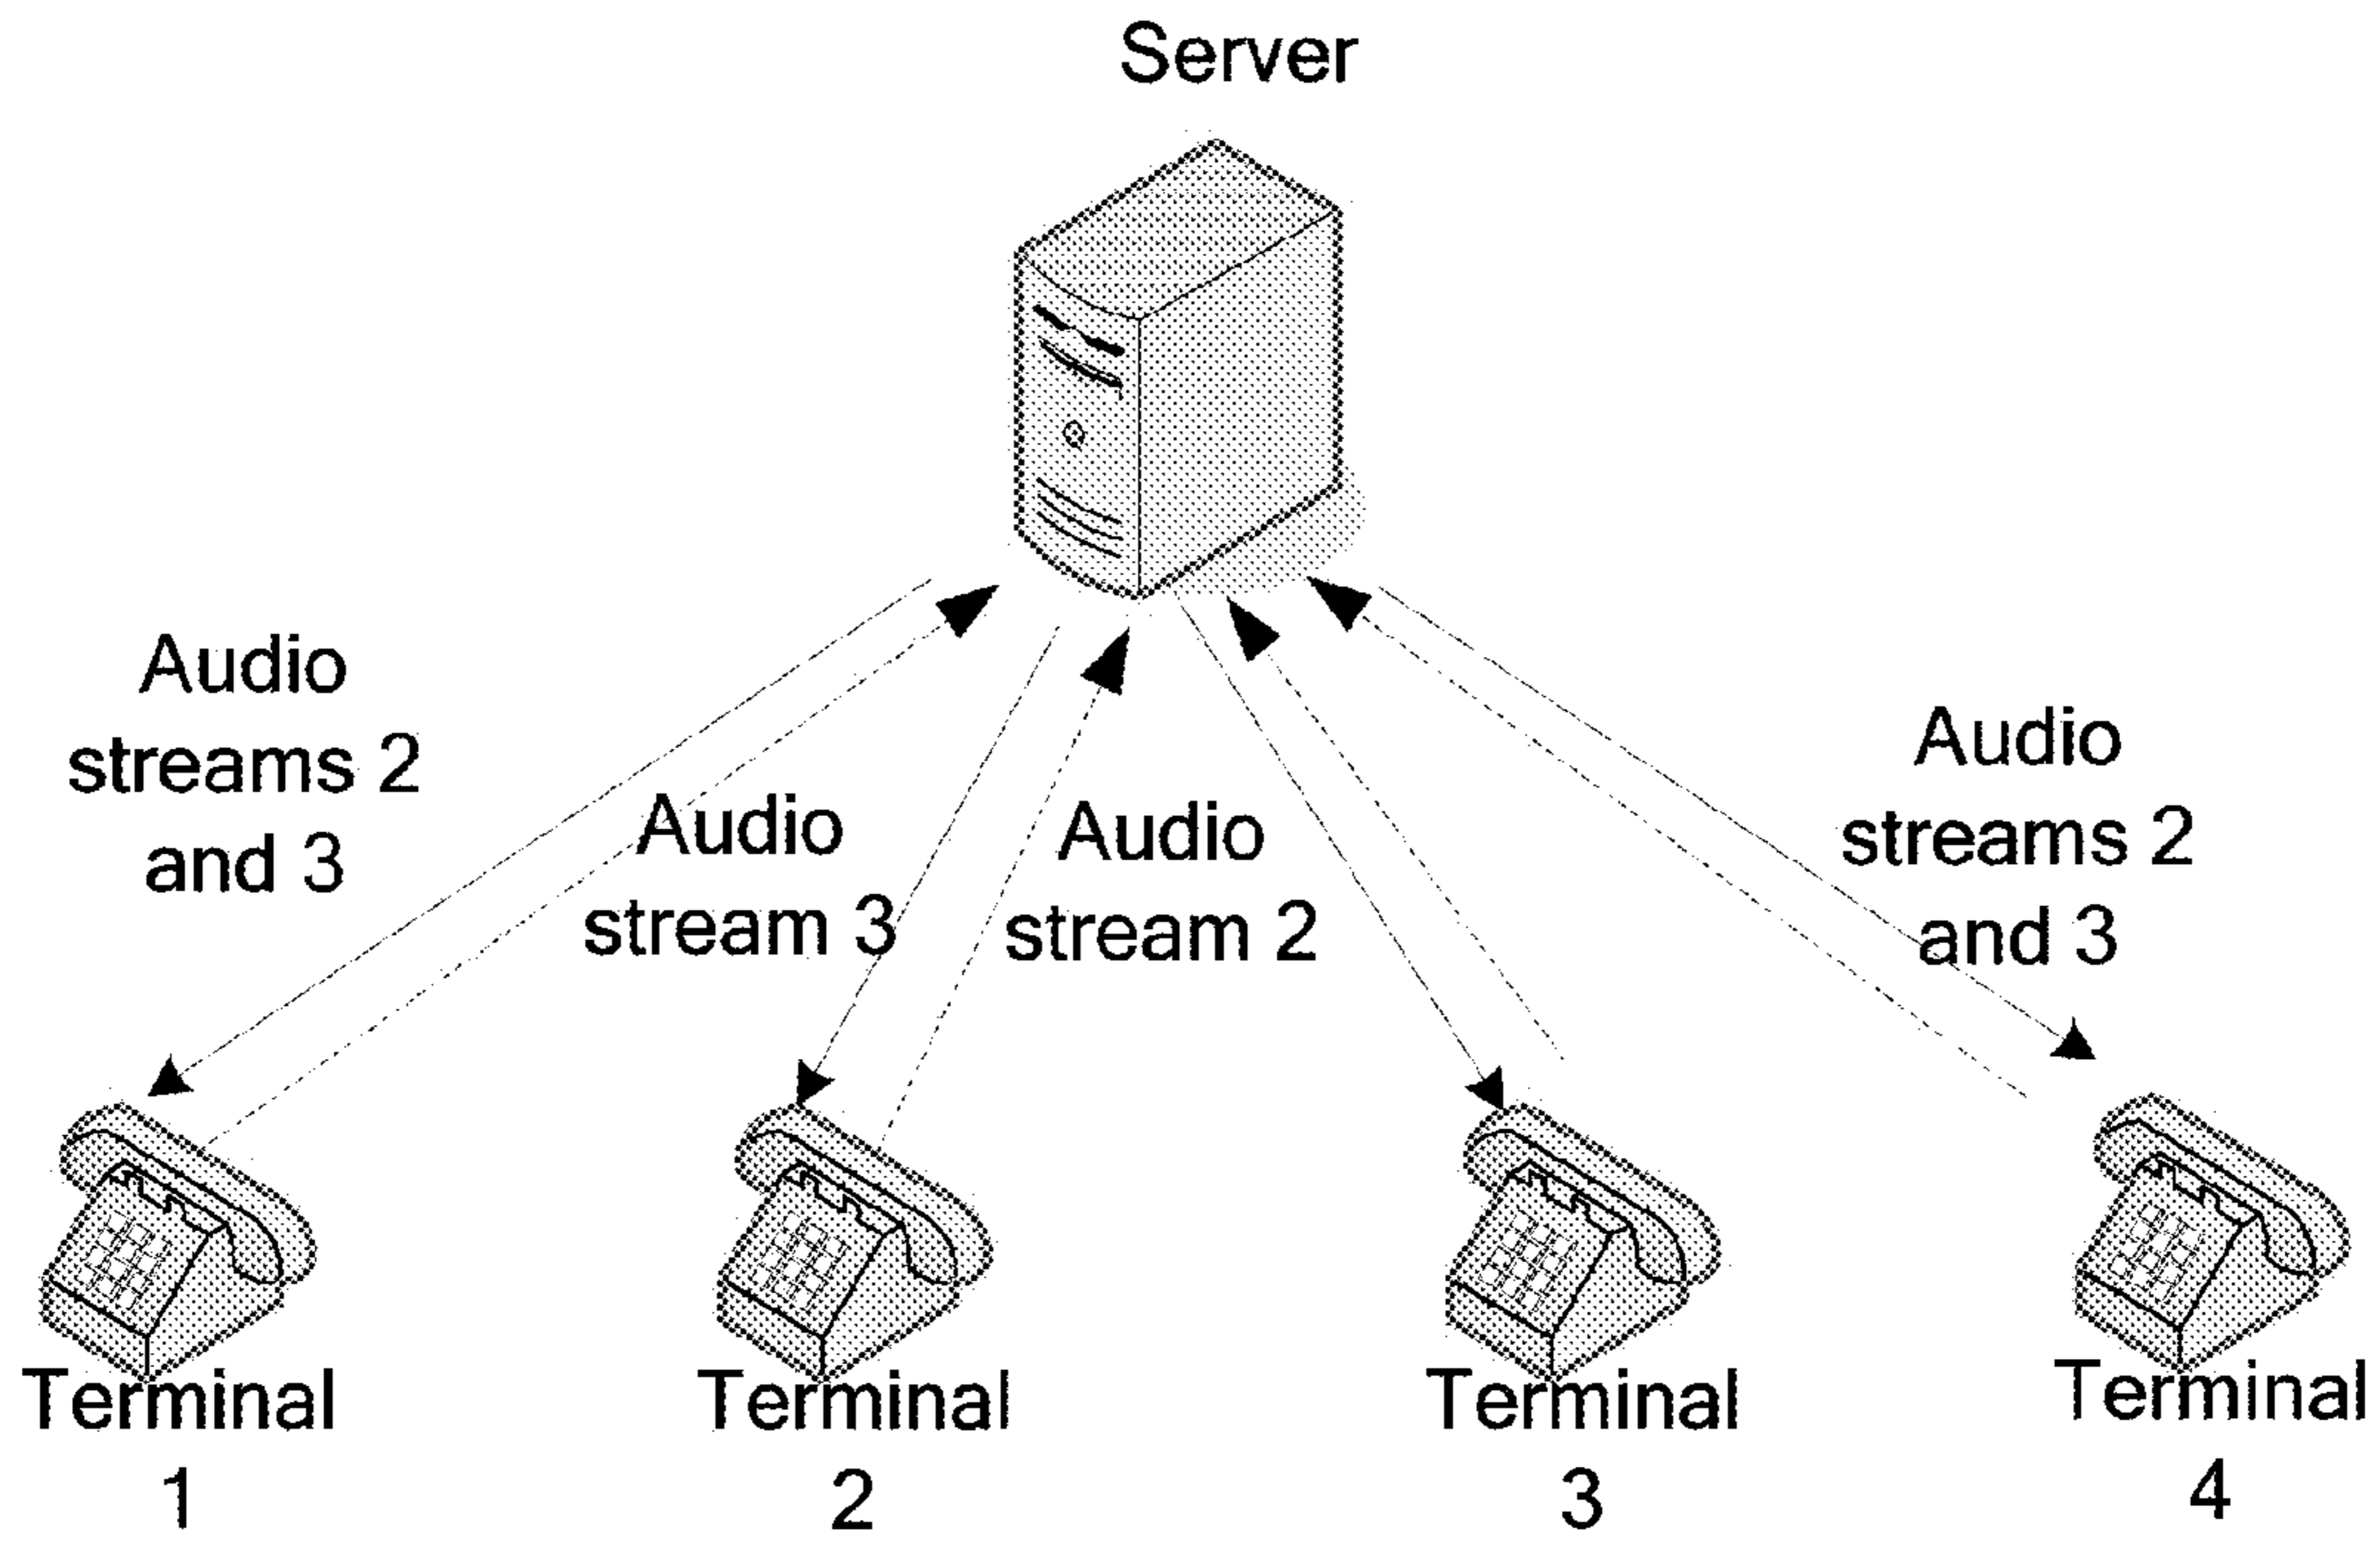 Server
Audio
streams 2
and 3
Audio
stream 3
Audio
stream 2
Audio
streams 2
and 3
Terminal
1
Terminal
2
Terminal
3
Terminal
4